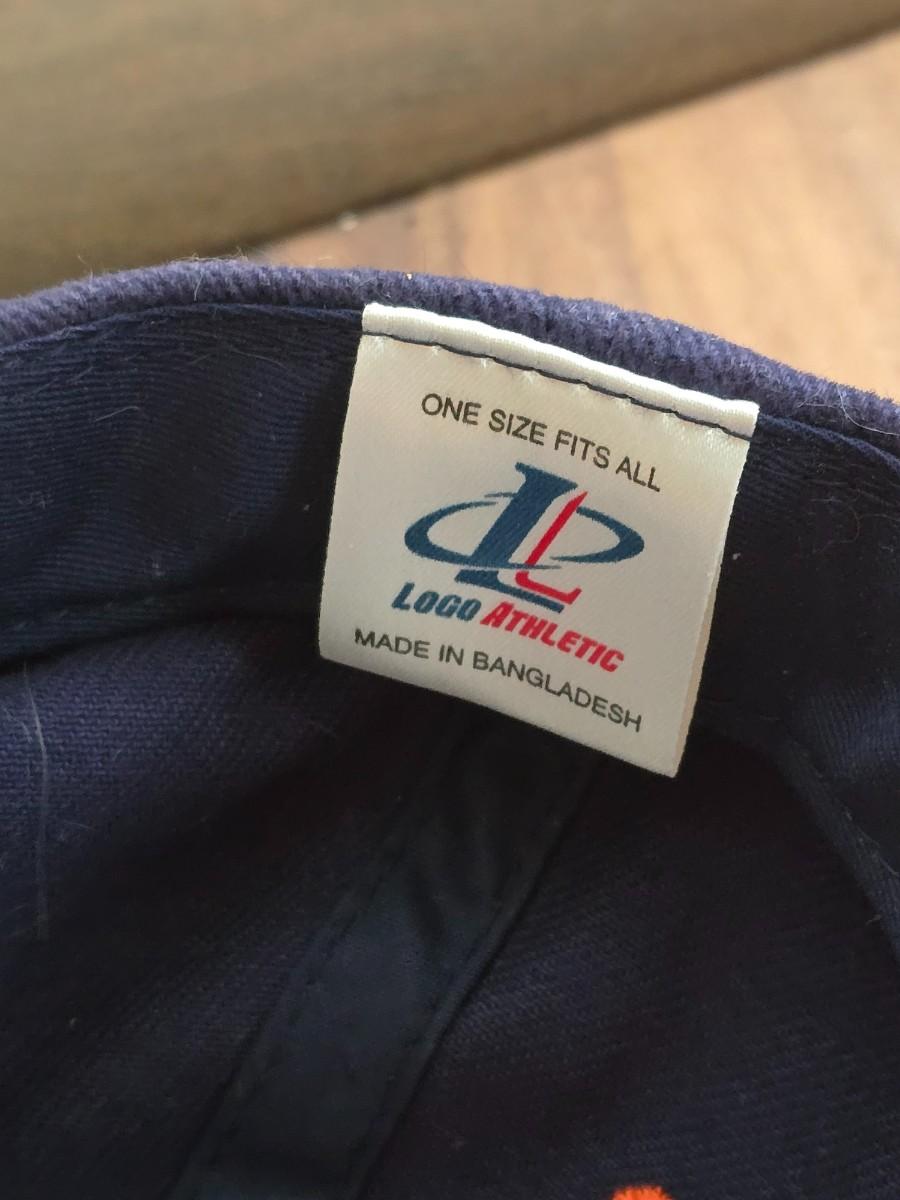 ONE SIZE FITS ALL
LOGO ATHLETIC
MADE IN BANGLADESH